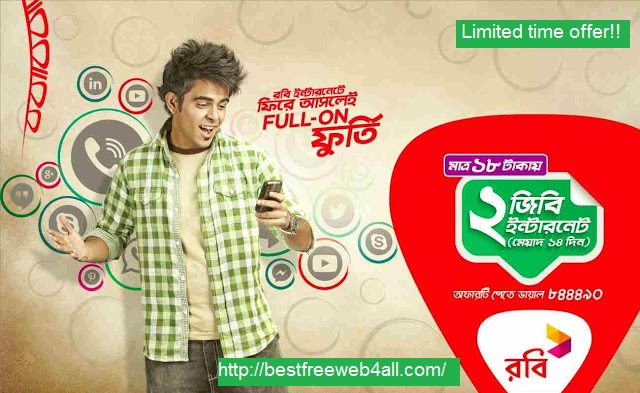 Limited time offer!!
রবি ইন্টারনেটে
ফিরে আসলেই
FULL-ON
ফুর্তি
মাত্র ১৮ টাকায়
২ জিবি
ইন্টারনেট
(মেয়াদ ১৪ দিন)
অফারটি পেতে ডায়াল ৮৪৪৪৯০
রবি
http://bestfreeweb4all.com/